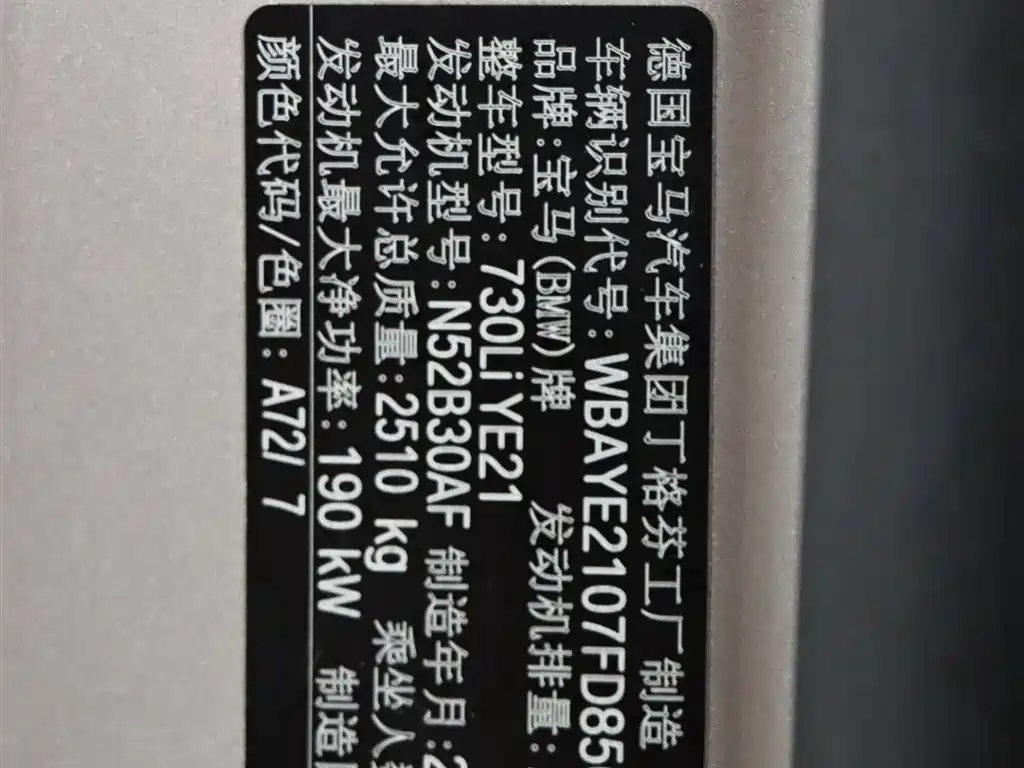 德国宝马汽车集团丁格芬工厂制造
车辆识别代号:WBAYE2107FD85
品牌:宝马(BMW)牌 发动机排量:
整车型号:730Li YE21
发动机型号:N52B30AF 制造年月:2
最大允许总质量:2510 kg 乘坐人
发动机最大净功率:190 kW 制造
颜色代码/色圈:A72/ 7